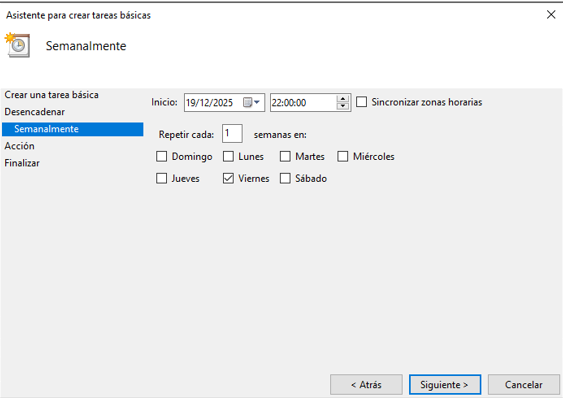 Asistente para crear tareas básicas
Semanalmente
Crear una tarea básica
Desencadenar
Semanalmente
Acción
Finalizar
Inicio: 19/12/2025 22:00:00 Sincronizar zonas horarias
Repetir cada: 1 semanas en:
Domingo Lunes Martes Miércoles
Jueves Viernes Sábado
< Atrás Siguiente > Cancelar